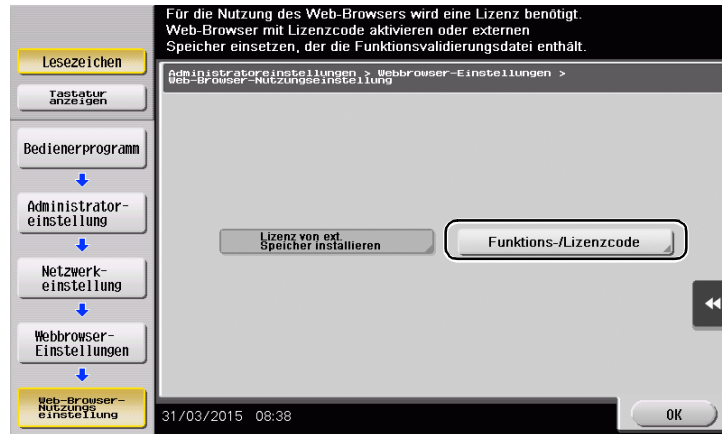 Für die Nutzung des Web-Browsers wird eine Lizenz benötigt.
Web-Browser mit Lizenzcode aktivieren oder externen
Speicher einsetzen, der die Funktionsvalidierungsdatei enthält.
Lesezeichen
Tastatur
anzeigen
Bedienerprogramm
Administrator-
einstellung
Netzwerk-
einstellung
Webbrowser-
Einstellungen
Web-Browser-
Nutzungs
einstellung
Administratoreinstellungen > Webbrowser-Einstellungen >
Web-Browser-Nutzungseinstellung
Lizenz von ext.
Speicher installieren
Funktions-/Lizenzcode
31/03/2015 08:38
OK